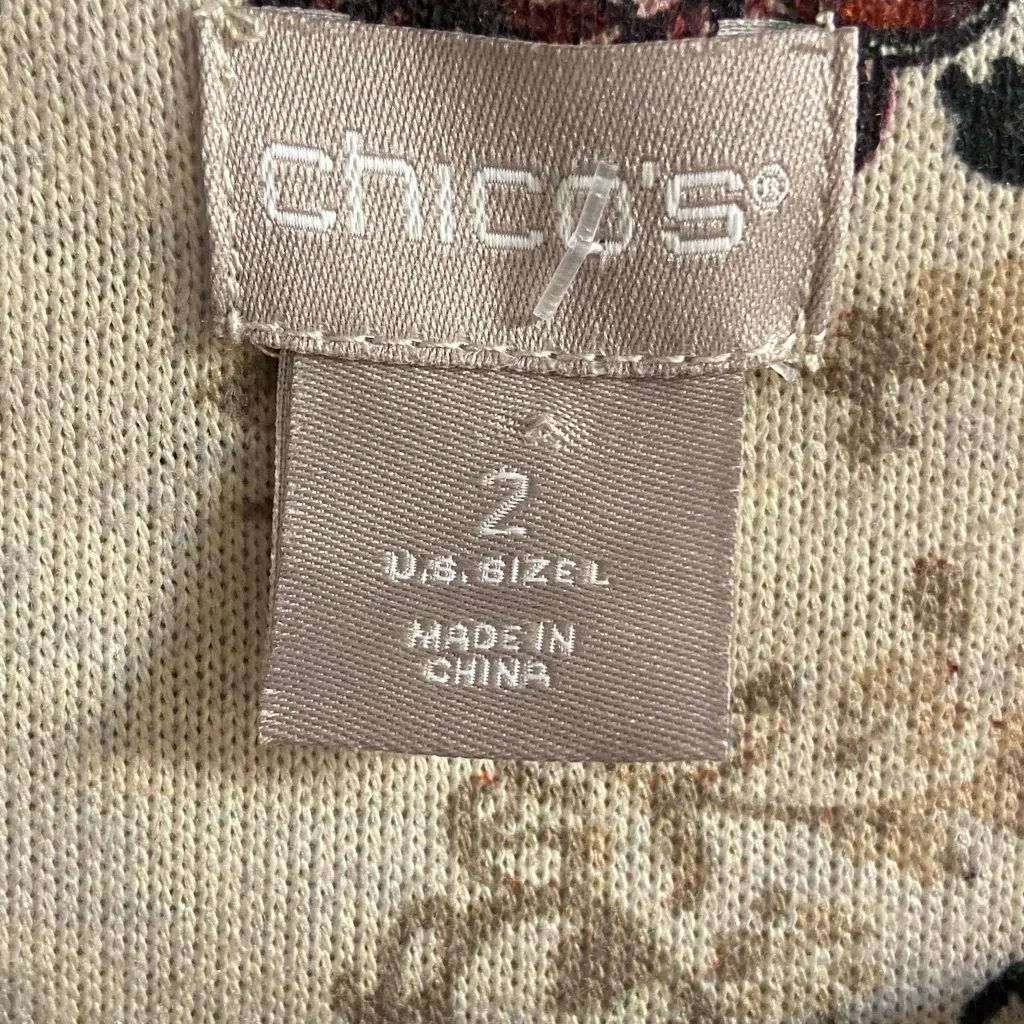 chico's®
2
U.S. SIZE L
MADE IN
CHINA